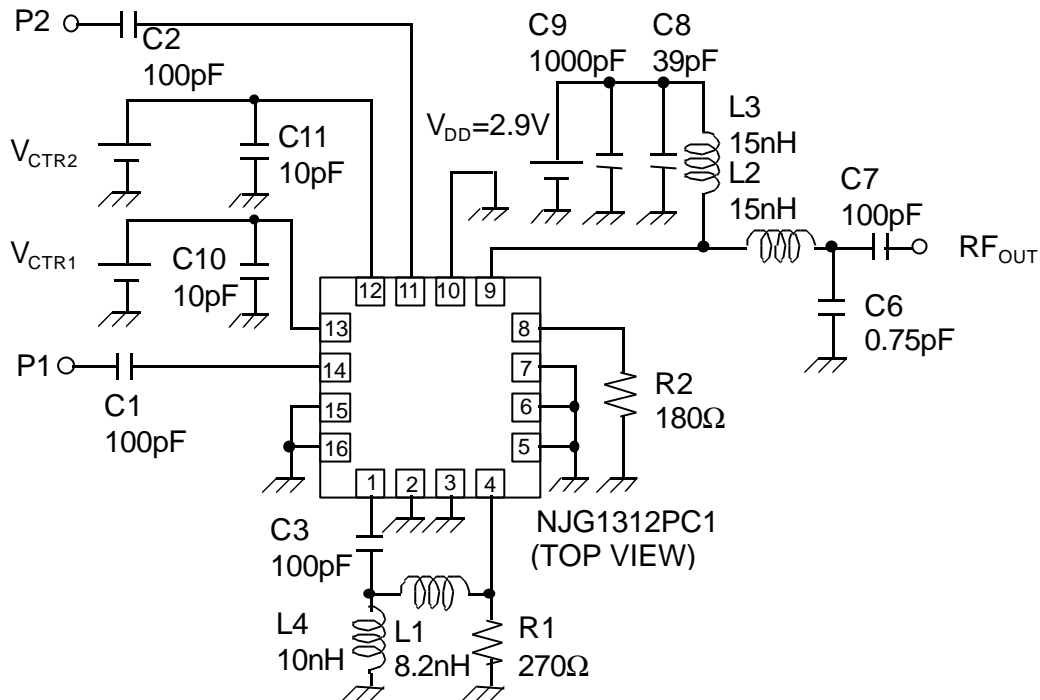 P2
C2
100pF
C9
1000pF
C8
39pF
L3
15nH
L2
15nH
VDD=2.9V
C11
10pF
VCTR2
C7
100pF
RFOUT
VCTR1
C10
10pF
C6
0.75pF
12 11 10 9
13
14
15
16
8
7
6
5
1 2 3 4
P1
C1
100pF
R2
180Ω
NJG1312PC1
(TOP VIEW)
C3
100pF
L4
10nH
L1
8.2nH
R1
270Ω